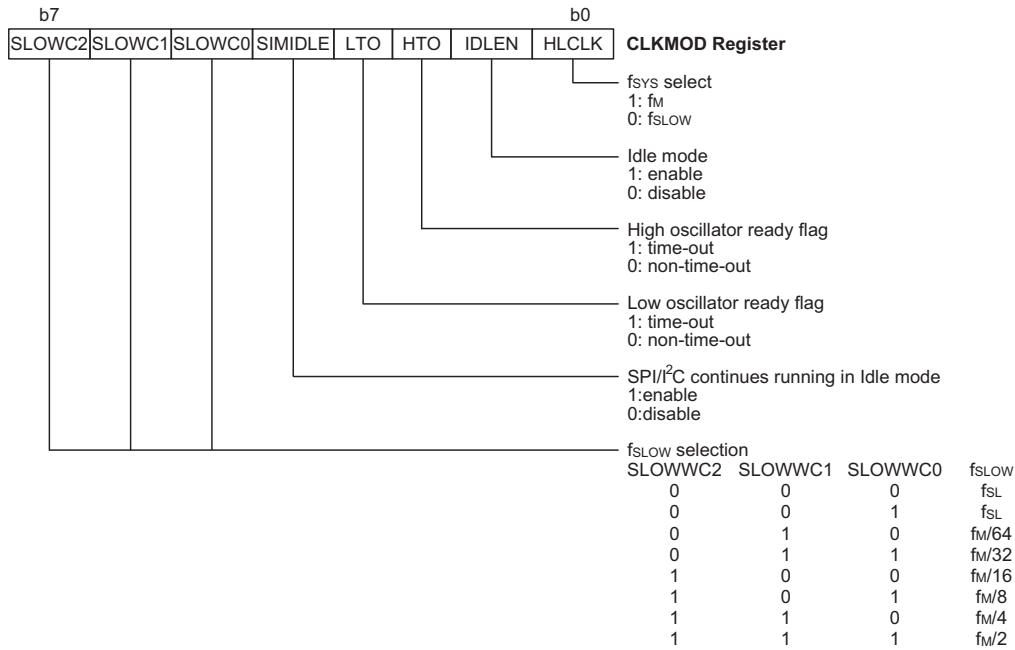 b7 b0
SLOWC2 SLOWC1 SLOWC0 SIMIDLE LTO HTO IDLEN HLCLK CLKMOD Register
fSYS select
1: fM
0: fSLOW
Idle mode
1: enable
0: disable
High oscillator ready flag
1: time-out
0: non-time-out
Low oscillator ready flag
1: time-out
0: non-time-out
SPI/I²C continues running in Idle mode
1:enable
0:disable
fSLOW selection
SLOWWC2 SLOWWC1 SLOWWC0 fSLOW
0 0 0 fSL
0 0 1 fSL
0 1 0 fM/64
0 1 1 fM/32
1 0 0 fM/16
1 0 1 fM/8
1 1 0 fM/4
1 1 1 fM/2